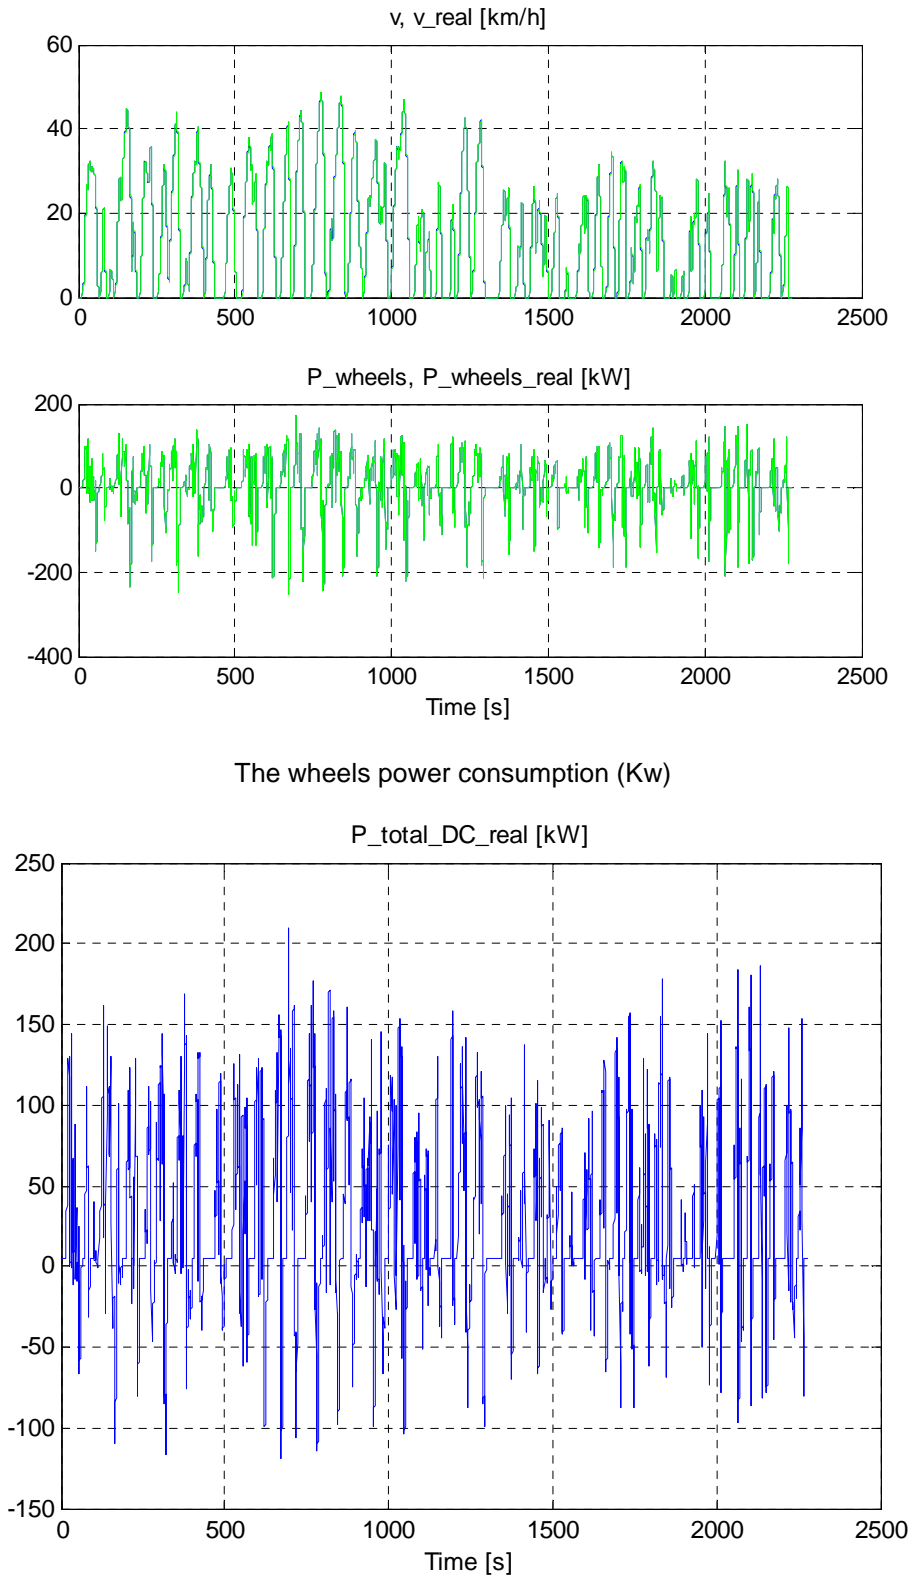 v, v_real [km/h]
60
40
20
0
0 500 1000 1500 2000 2500
P_wheels, P_wheels_real [kW]
200
0
-200
-400
0 500 1000 1500 2000 2500
Time [s]
The wheels power consumption (Kw)
P_total_DC_real [kW]
250
200
150
100
50
0
-50
-100
-150
0 500 1000 1500 2000 2500
Time [s]